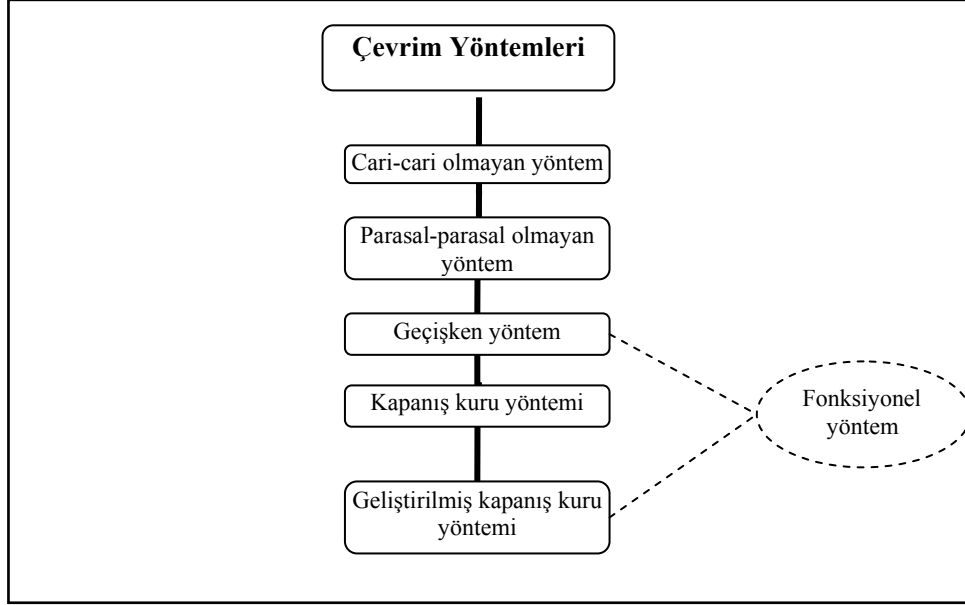 Çevrim Yöntemleri
Cari-cari olmayan yöntem
Parasal-parasal olmayan
yöntem
Geçişken yöntem
Kapanış kuru yöntemi
Geliştirilmiş kapanış kuru
yöntemi
Fonksiyonel
yöntem